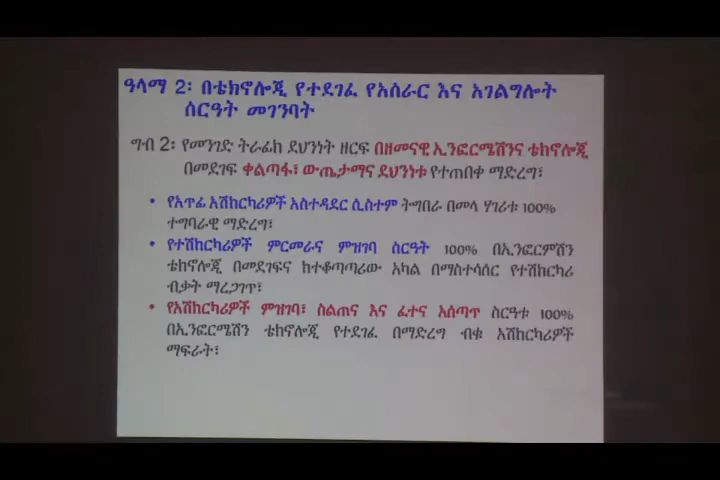 ዓላማ 2፡ በቴክኖሎጂ የተደገፈ የአሰራር እና አገልግሎት
ሰርዓት መገንባት
ግብ 2፡ የመንገድ ትራፊክ ደህንነት ዘርፍ በዘመናዊ ኢንፎርሜሽንና ቴክኖሎጂ
በመደገፍ ቀልጣፋ፣ ውጤታማና ደህንነቱ የተጠበቀ ማድረግ፣
• የአጥፊ አሽከርካሪዎች አስተዳደር ሲስተም ትግበራ በመላ ሃገሪቱ 100%
ተግባራዊ ማድረግ፣
• የተሽከርካሪዎች ምርመራና ምዝገባ ስርዓት 100% በኢንፎርምሽን
ቴክኖሎጂ በመደገፍና ከተቆጣጣሪው አካል በማስተሳሰር የተሽከርካሪ
ብቃት ማረጋገጥ፣
• የአሽከርካሪዎች ምዝገባ፣ ስልጠና እና ፈተና አሰጣጥ ስርዓቱ 100%
በኢንፎርሜሽን ቴክኖሎጂ የተደገፈ በማድረግ ብቁ አሽከርካሪዎች
ማፍራት፣